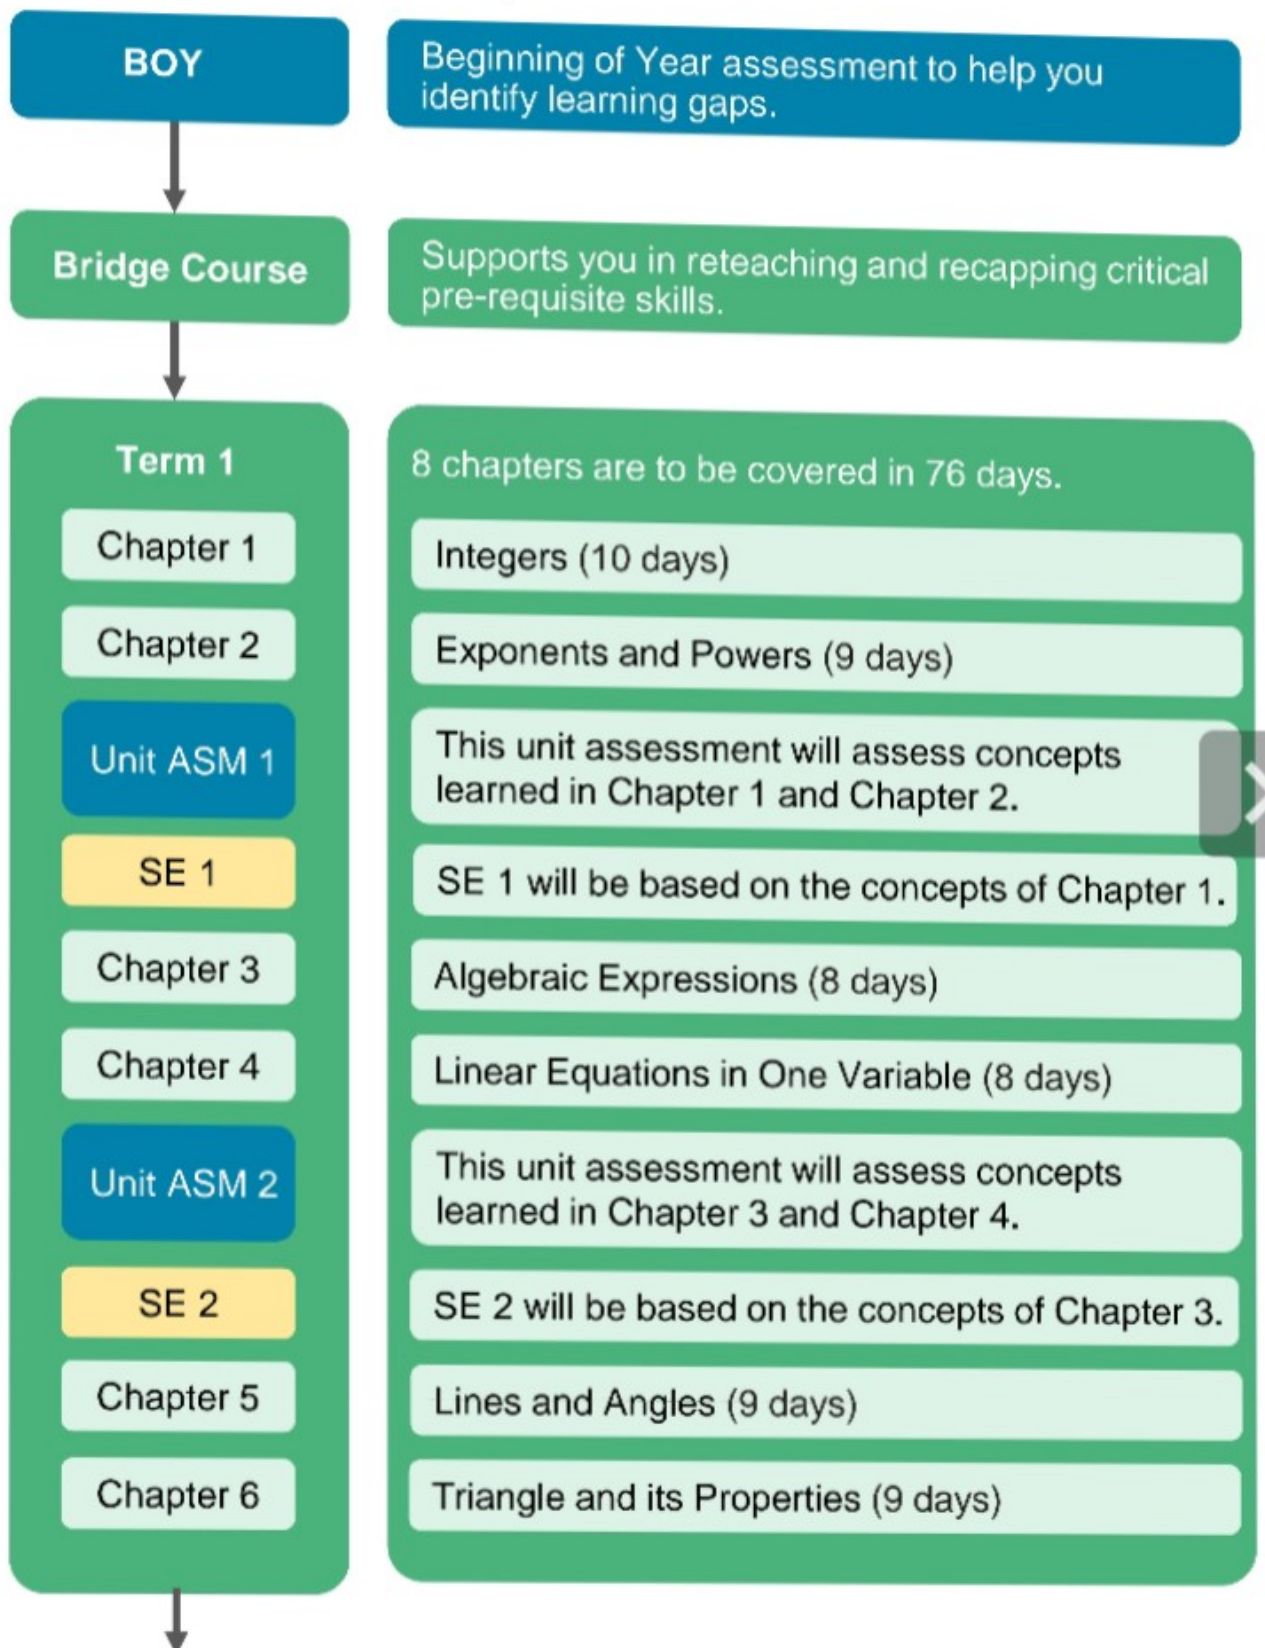 BOY
Beginning of Year assessment to help you
identify learning gaps.
Bridge Course
Supports you in reteaching and recapping critical
pre-requisite skills.
Term 1
8 chapters are to be covered in 76 days.
Chapter 1
Integers (10 days)
Chapter 2
Exponents and Powers (9 days)
Unit ASM 1
This unit assessment will assess concepts
learned in Chapter 1 and Chapter 2.
SE 1
SE 1 will be based on the concepts of Chapter 1.
Chapter 3
Algebraic Expressions (8 days)
Chapter 4
Linear Equations in One Variable (8 days)
Unit ASM 2
This unit assessment will assess concepts
learned in Chapter 3 and Chapter 4.
SE 2
SE 2 will be based on the concepts of Chapter 3.
Chapter 5
Lines and Angles (9 days)
Chapter 6
Triangle and its Properties (9 days)